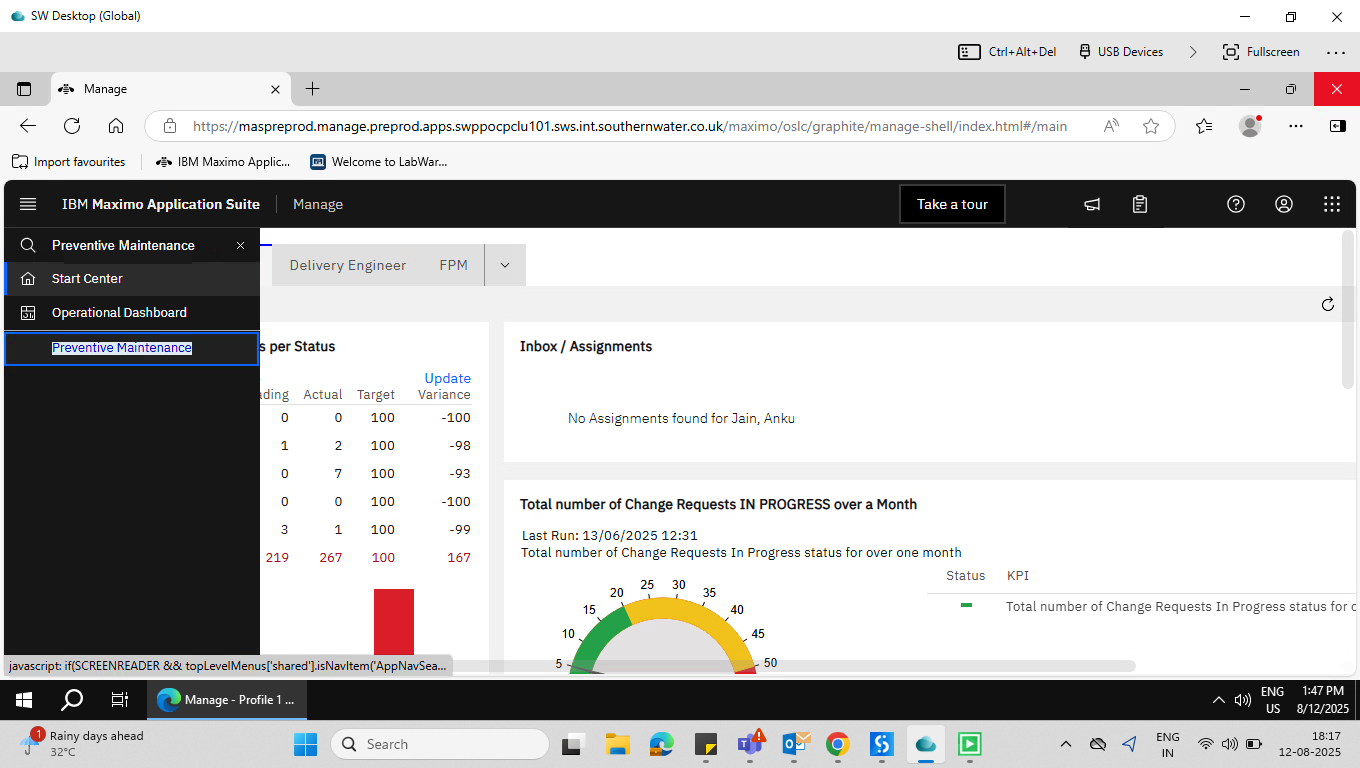 SW Desktop (Global)
Ctrl+Alt+Del
USB Devices
Fullscreen
Manage
https://maspreprod.manage.preprod.apps.swppocpclu101.sws.int.southernwater.co.uk/maximo/oslc/graphite/manage-shell/index.html#/main
Import favourites
IBM Maximo Applic...
Welcome to LabWar...
IBM Maximo Application Suite
Manage
Take a tour
Preventive Maintenance
Start Center
Operational Dashboard
Preventive Maintenance
Delivery Engineer
FPM
s per Status
Update
ding Actual Target Variance
0 0 100 -100
1 2 100 -98
0 7 100 -93
0 0 100 -100
3 1 100 -99
219 267 100 167
Inbox / Assignments
No Assignments found for Jain, Anku
Total number of Change Requests IN PROGRESS over a Month
Last Run: 13/06/2025 12:31
Total number of Change Requests In Progress status for over one month
5
10
15
20
25
30
35
40
45
50
Status KPI
Total number of Change Requests In Progress status for o
javascript: if(SCREENREADER && topLevelMenus['shared'].isNavItem('AppNavSea...
Manage - Profile 1 ...
ENG
US
1:47 PM
8/12/2025
1
Rainy days ahead
32°C
Search
ENG
IN
18:17
12-08-2025